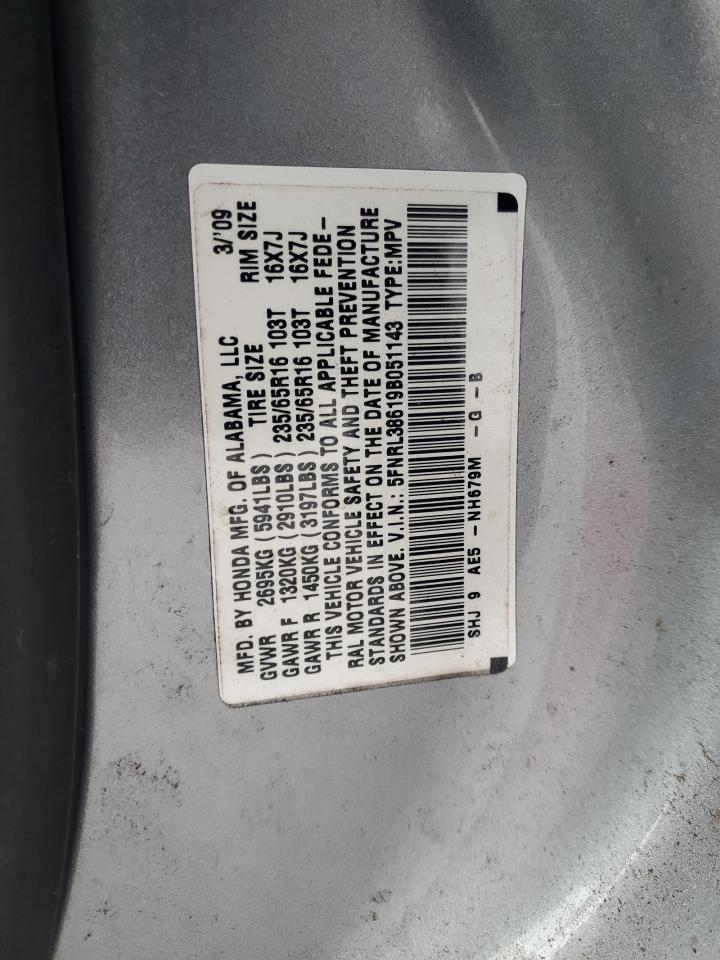 MFD. BY HONDA MFG. OF ALABAMA, LLC 3/'09
GVWR 2695KG (5941LBS) TIRE SIZE RIM SIZE
GAWR F 1320KG (2910LBS) 235/65R16 103T 16X7J
GAWR R 1450KG (3197LBS) 235/65R16 103T 16X7J
THIS VEHICLE CONFORMS TO ALL APPLICABLE FEDE-
RAL MOTOR VEHICLE SAFETY AND THEFT PREVENTION
STANDARDS IN EFFECT ON THE DATE OF MANUFACTURE
SHOWN ABOVE. V.I.N.: 5FNRL38619B051143 TYPE:MPV
SHJ 9 AE5 - NH679M - G - B